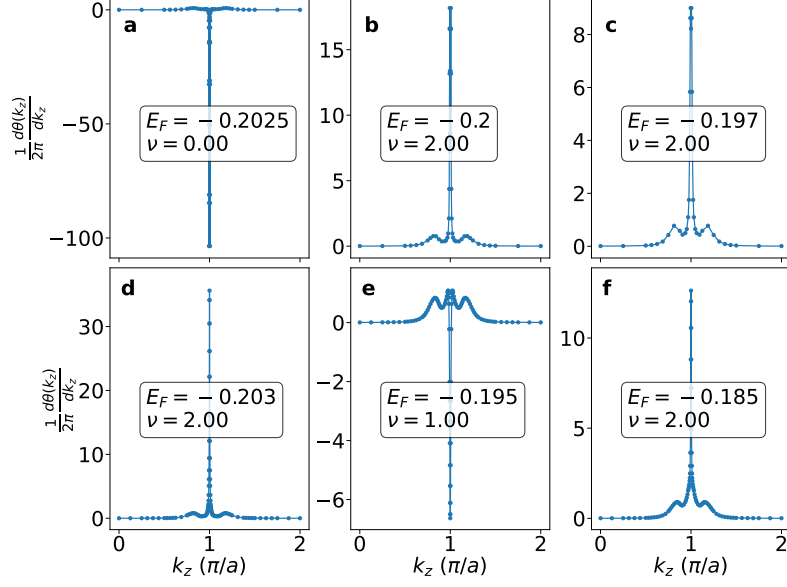 a
0
−50
−100
1/2π dθ(k_z)/dk_z
E_F = −0.2025
ν = 0.00
b
15
10
5
0
E_F = −0.2
ν = 2.00
c
8
6
4
2
0
E_F = −0.197
ν = 2.00
d
30
20
10
0
1/2π dθ(k_z)/dk_z
E_F = −0.203
ν = 2.00
0 1 2
k_z (π/a)
e
0
−2
−4
−6
E_F = −0.195
ν = 1.00
0 1 2
k_z (π/a)
f
10
5
0
E_F = −0.185
ν = 2.00
0 1 2
k_z (π/a)